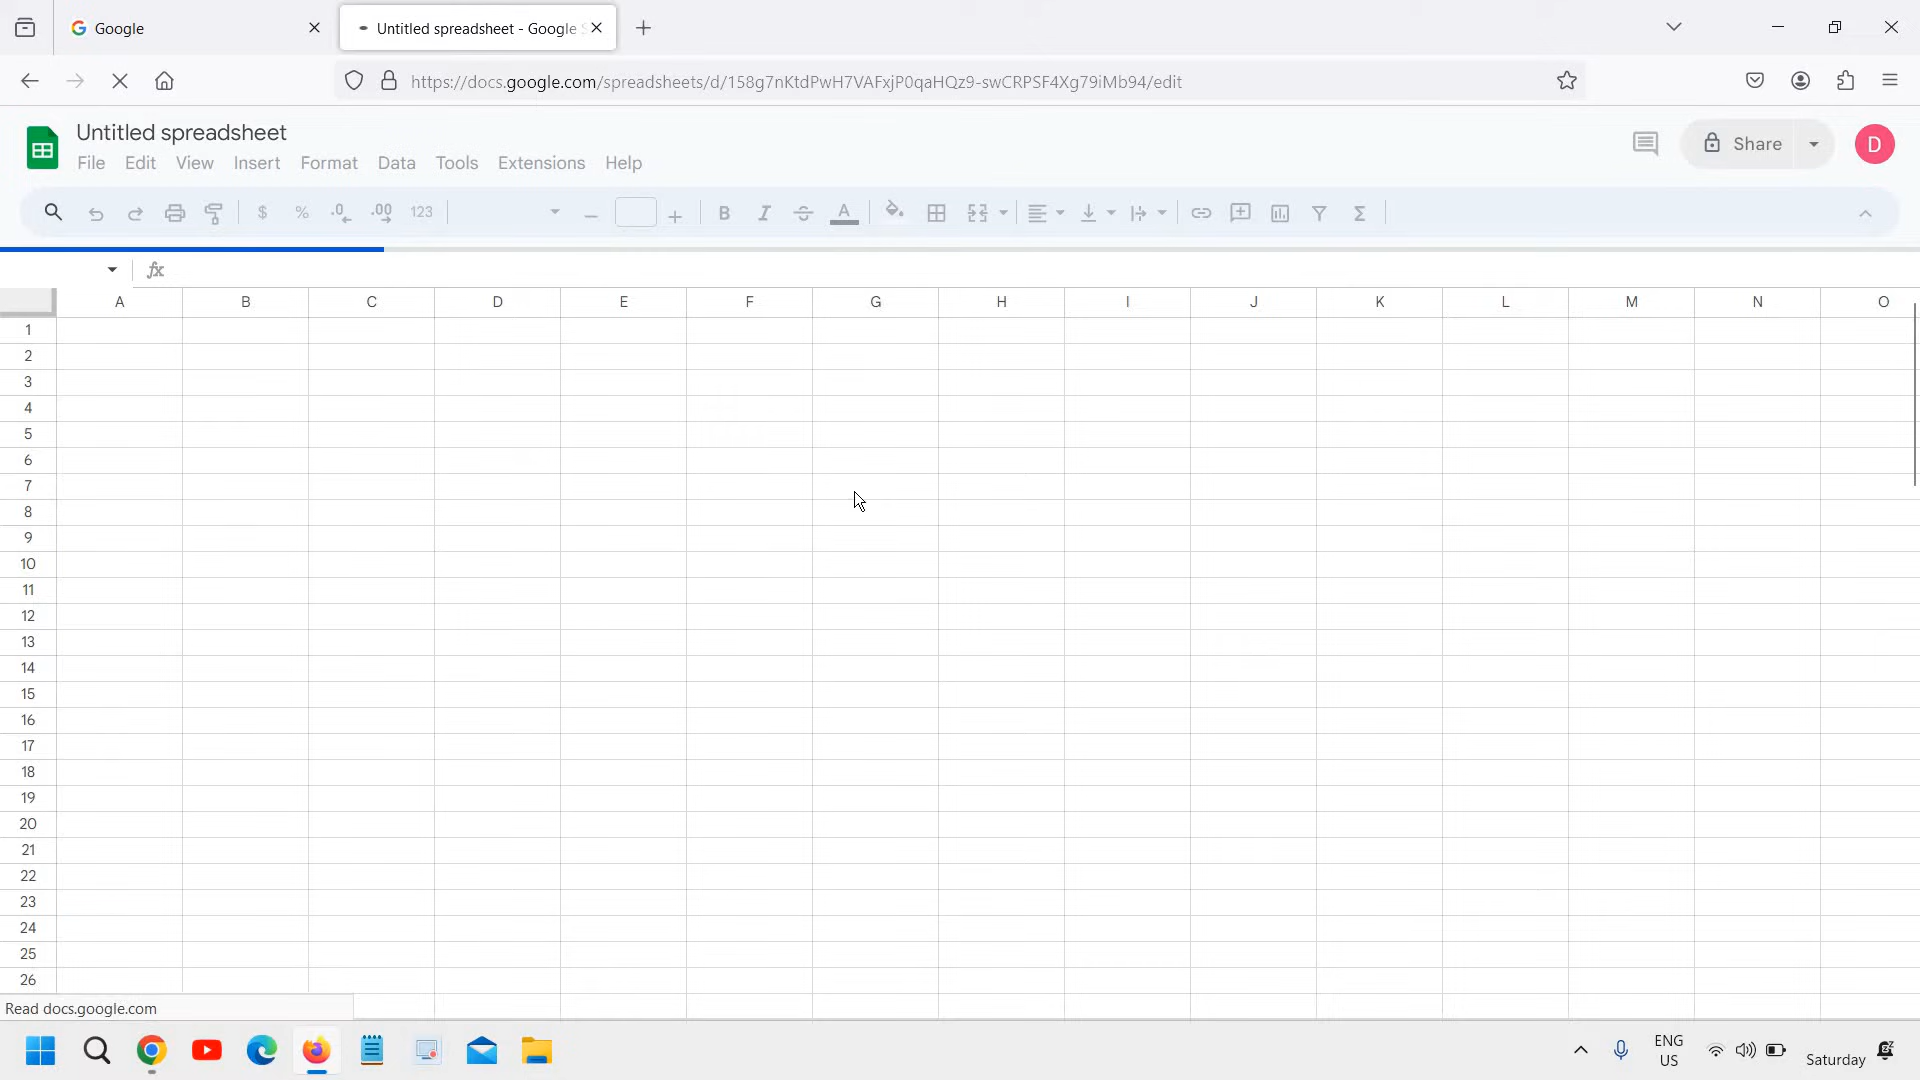 Google
Untitled spreadsheet - Google S
https://docs.google.com/spreadsheets/d/158g7nKtdPwH7VAFxjP0qaHQz9-swCRPSF4Xg79iMb94/edit
Untitled spreadsheet
File Edit View Insert Format Data Tools Extensions Help
Share
D
$ % .0 .00 123 B I A
fx
A B C D E F G H I J K L M N O
1
2
3
4
5
6
7
8
9
10
11
12
13
14
15
16
17
18
19
20
21
22
23
24
25
26
Read docs.google.com
ENG
US
Saturday